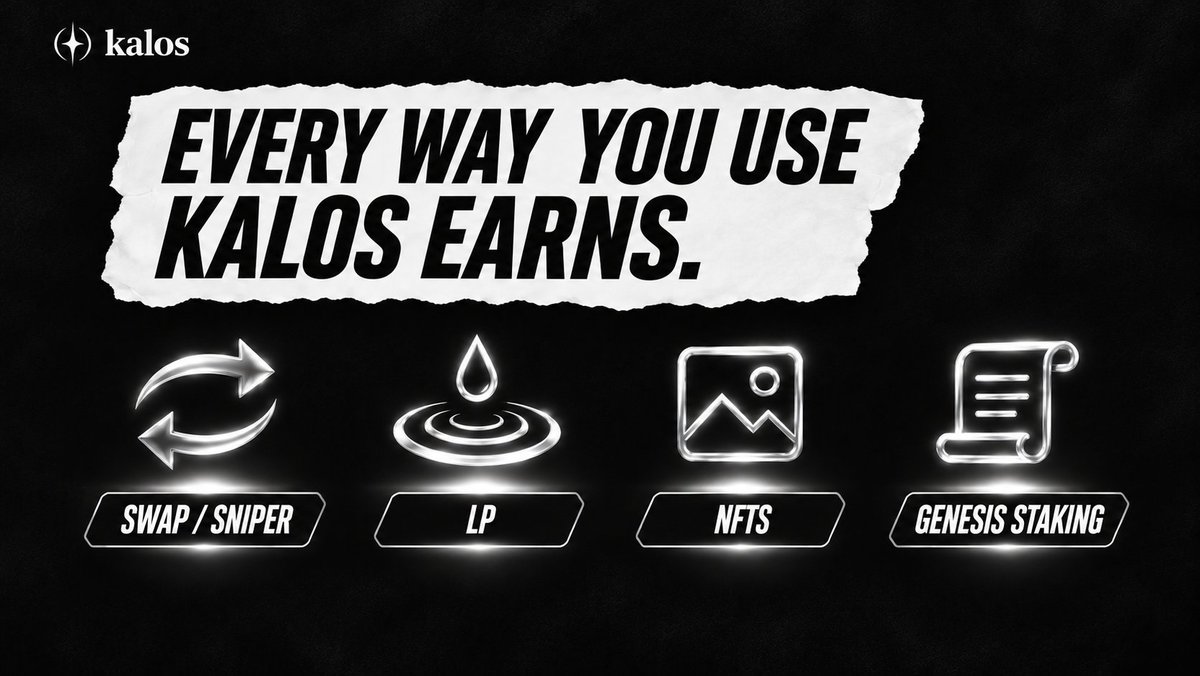 kalos
EVERY WAY YOU USE
KALOS EARNS.
SWAP / SNIPER
LP
NFTS
GENESIS STAKING